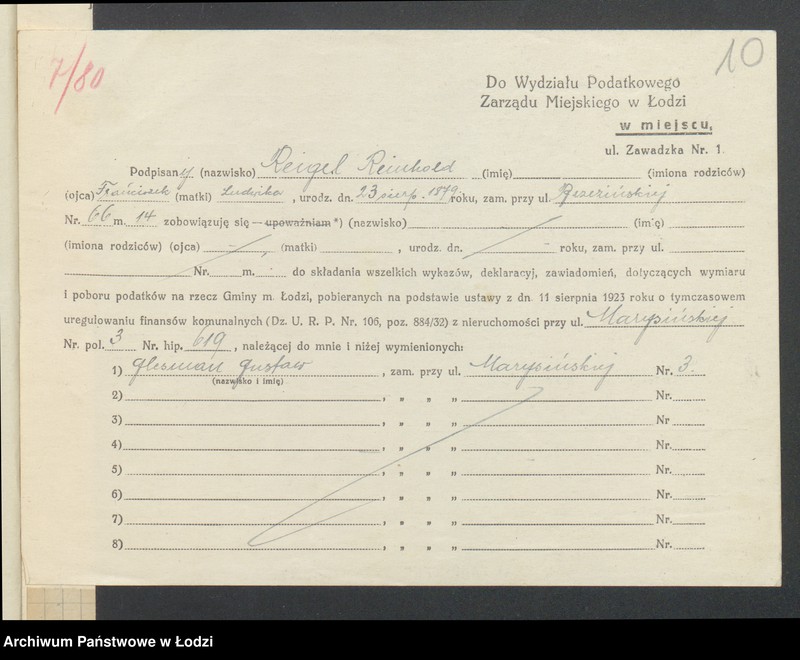 7/80
10
Do Wydziału Podatkowego
Zarządu Miejskiego w Łodzi
w miejscu,
ul. Zawadzka Nr. 1.
Podpisany (nazwisko) Reigel Reinhold (imię) (imiona rodziców)
(ojca) Franciszek (matki) Ludwika, urodz. dn. 23 sierp. 1879 roku, zam. przy ul. Brzezińskiej
Nr. 66 m. 14 zobowiązuję się — upoważniam *) (nazwisko) (imię)
(imiona rodziców) (ojca) — , (matki) , urodz. dn. — roku, zam. przy ul.
Nr. m. - do składania wszelkich wykazów, deklaracyj, zawiadomień, dotyczących wymiaru
i poboru podatków na rzecz Gminy m. Łodzi, pobieranych na podstawie ustawy z dn. 11 sierpnia 1923 roku o tymczasowem
uregulowaniu finansów komunalnych (Dz. U. R. P. Nr. 106, poz. 884/32) z nieruchomości przy ul. Marysińskiej
Nr. pol. 3 Nr. hip. 619, należącej do mnie i niżej wymienionych:
1) Glesman Gustaw, zam. przy ul. Marysińskiej Nr. 3.
(nazwisko i imię)
2) , „ „ „ Nr.
3) , „ „ „ Nr
4) , „ „ „ Nr.
5) , „ „ „ Nr.
6) , „ „ „ Nr.
7) , „ „ „ Nr.
8) , „ „ „ Nr.
Archiwum Państwowe w Łodzi